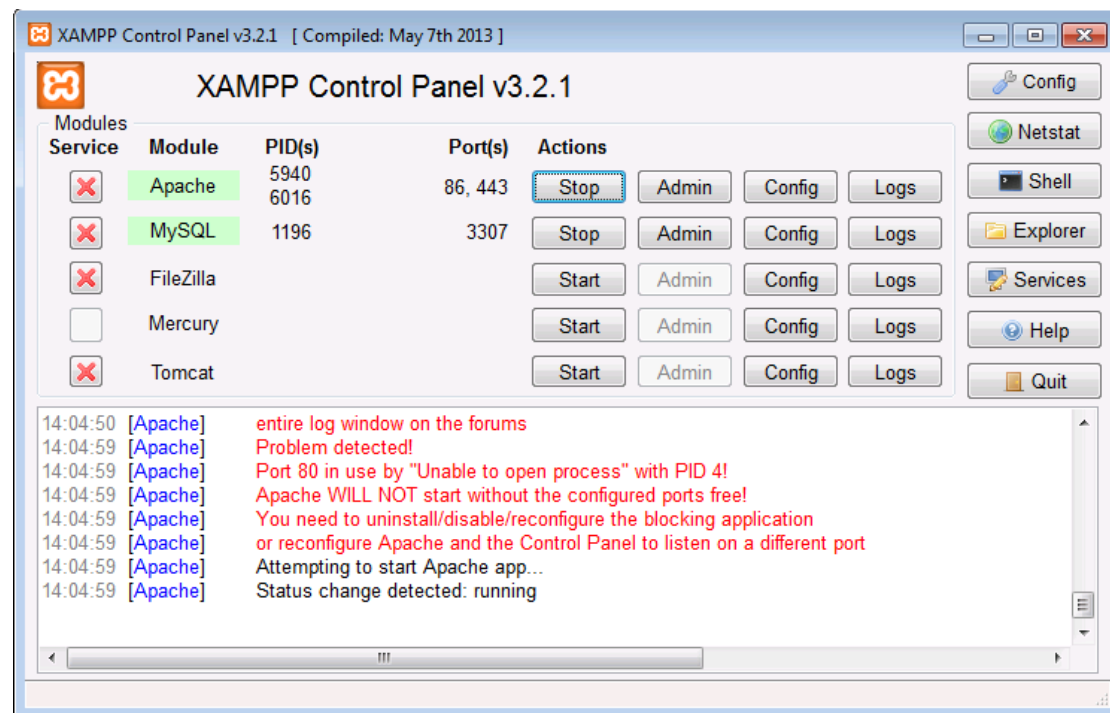 XAMPP Control Panel v3.2.1 [ Compiled: May 7th 2013 ]
XAMPP Control Panel v3.2.1
Config
Modules
Netstat
Service Module PID(s) Port(s) Actions
Apache 5940 6016 86, 443 Stop Admin Config Logs
Shell
MySQL 1196 3307 Stop Admin Config Logs
Explorer
FileZilla Start Admin Config Logs
Services
Mercury Start Admin Config Logs
Help
Tomcat Start Admin Config Logs
Quit
14:04:50 [Apache] entire log window on the forums
14:04:59 [Apache] Problem detected!
14:04:59 [Apache] Port 80 in use by "Unable to open process" with PID 4!
14:04:59 [Apache] Apache WILL NOT start without the configured ports free!
14:04:59 [Apache] You need to uninstall/disable/reconfigure the blocking application
14:04:59 [Apache] or reconfigure Apache and the Control Panel to listen on a different port
14:04:59 [Apache] Attempting to start Apache app...
14:04:59 [Apache] Status change detected: running